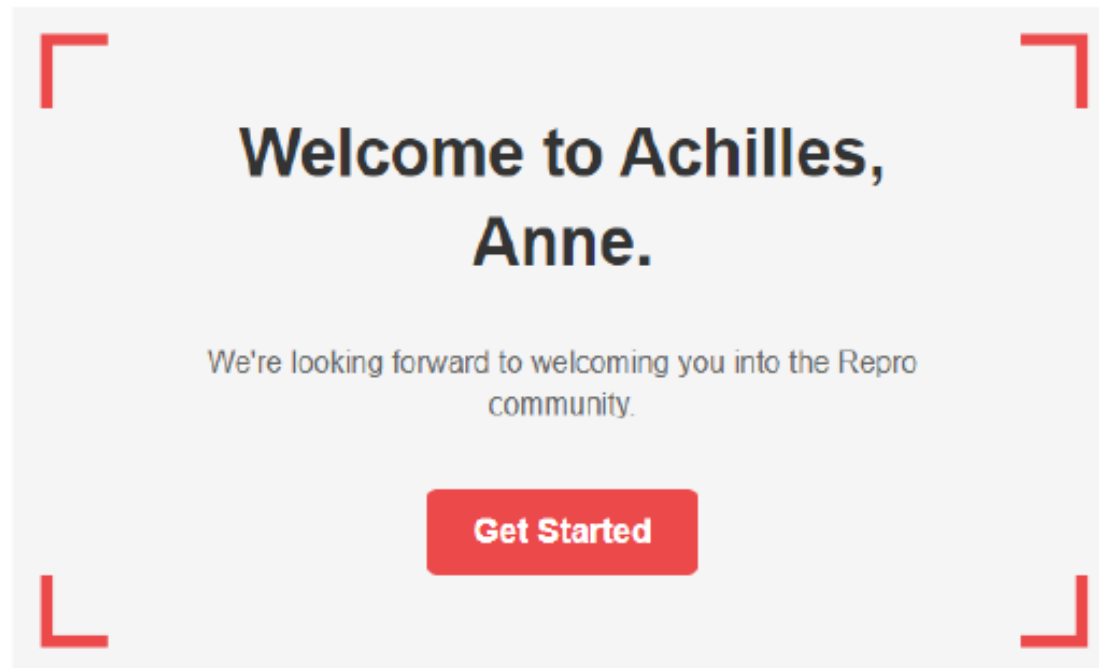 Welcome to Achilles,
Anne.
We're looking forward to welcoming you into the Repro
community.
Get Started